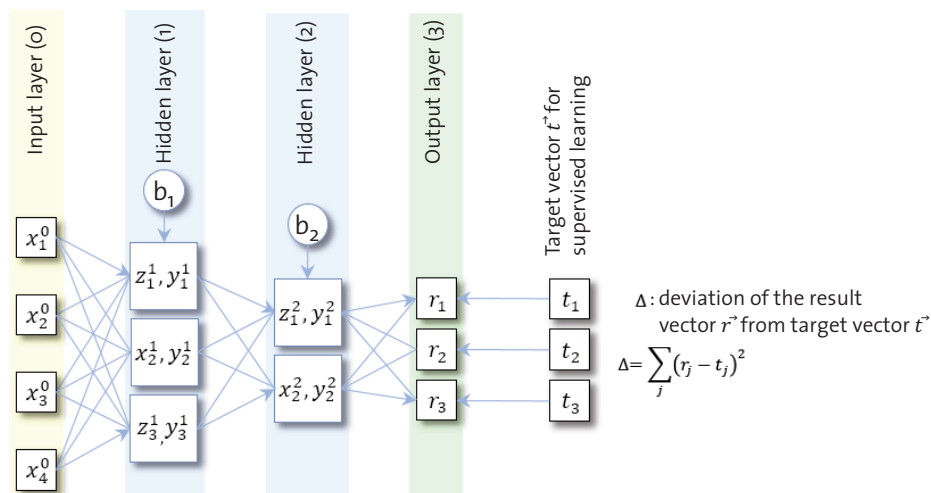 Input layer (0)
Hidden layer (1)
Hidden layer (2)
Output layer (3)
Target vector t⃗ for
supervised learning
b₁
b₂
x₁⁰
x₂⁰
x₃⁰
x₄⁰
z₁¹, y₁¹
x₂¹, y₂¹
z₃¹, y₃¹
z₁², y₁²
x₂², y₂²
r₁
r₂
r₃
t₁
t₂
t₃
Δ: deviation of the result
vector r⃗ from target vector t⃗
Δ= ∑ⱼ (rⱼ − tⱼ)²